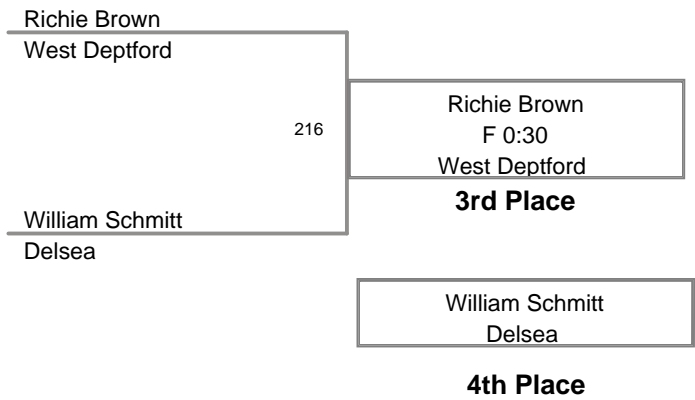 Richie Brown
West Deptford
216
Richie Brown
F 0:30
West Deptford
3rd Place
William Schmitt
Delsea
William Schmitt
Delsea
4th Place